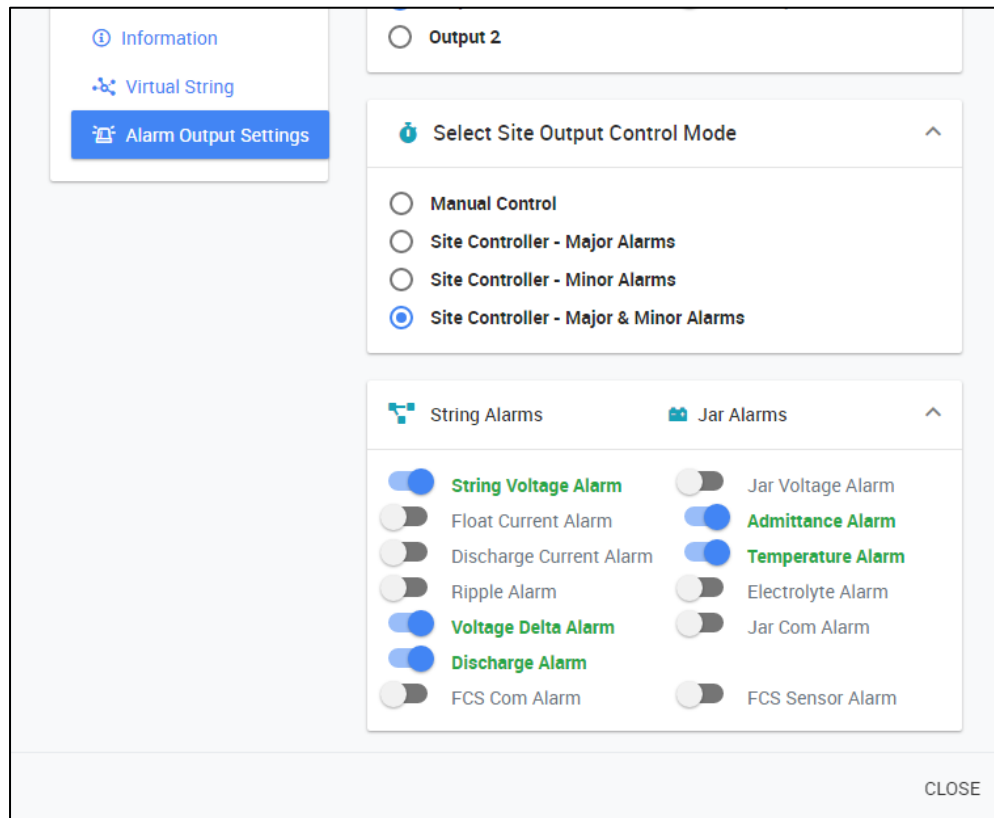 Information
Output 2
Virtual String
Alarm Output Settings
Select Site Output Control Mode
Manual Control
Site Controller - Major Alarms
Site Controller - Minor Alarms
Site Controller - Major & Minor Alarms
String Alarms
Jar Alarms
String Voltage Alarm
Jar Voltage Alarm
Float Current Alarm
Admittance Alarm
Discharge Current Alarm
Temperature Alarm
Ripple Alarm
Electrolyte Alarm
Voltage Delta Alarm
Jar Com Alarm
Discharge Alarm
FCS Com Alarm
FCS Sensor Alarm
CLOSE